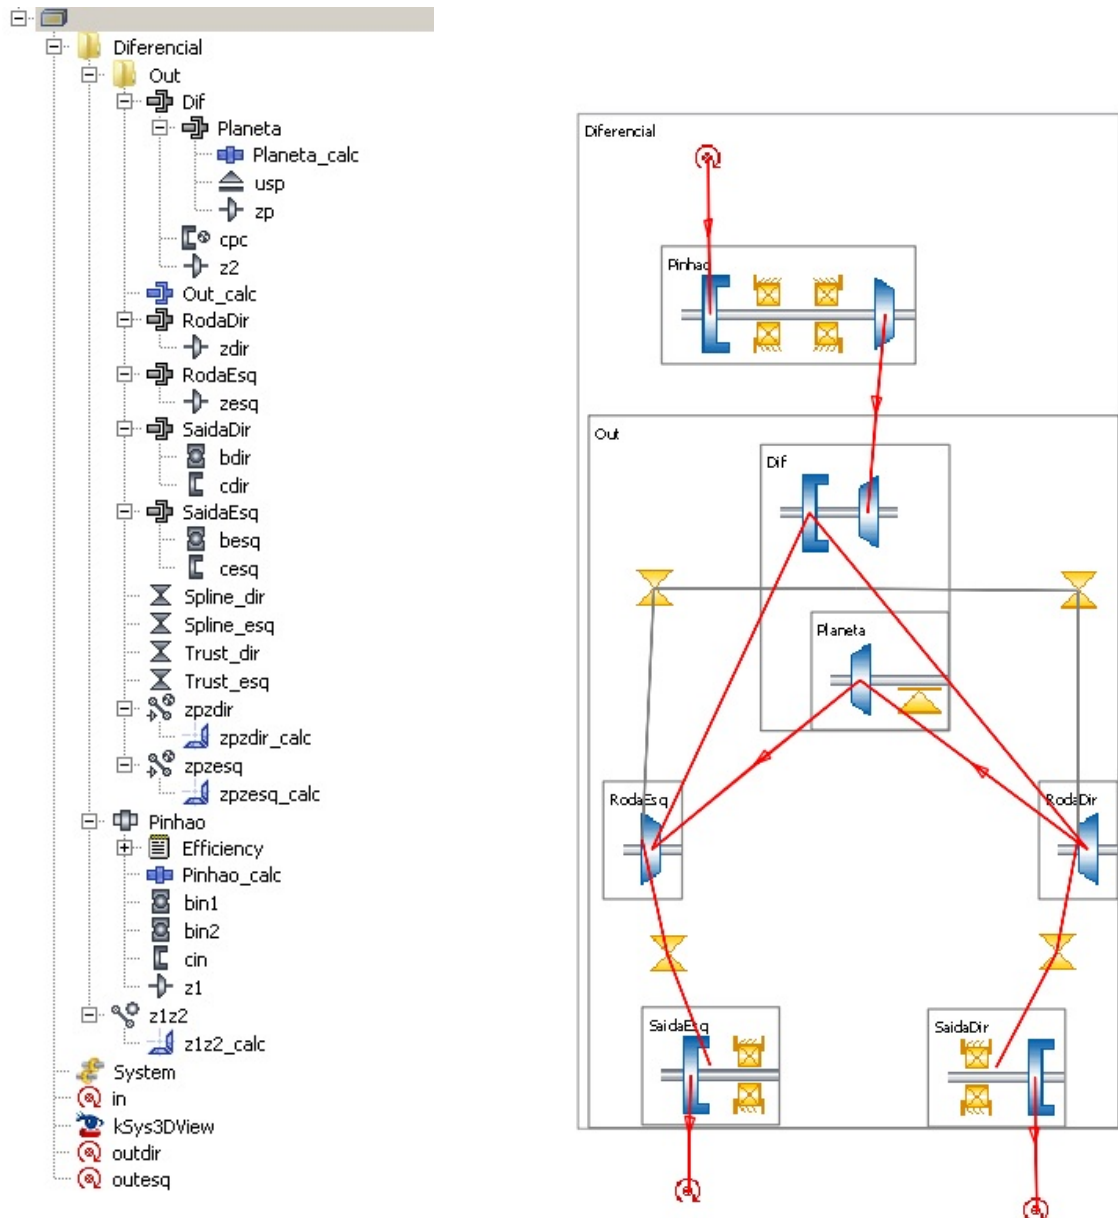 Diferencial
Out
Dif
Planeta
Planeta_calc
usp
zp
cpc
z2
Out_calc
RodaDir
zdir
RodaEsq
zesq
SaidaDir
bdir
cdir
SaidaEsq
besq
cesq
Spline_dir
Spline_esq
Trust_dir
Trust_esq
zpzdir
zpzdir_calc
zpzesq
zpzesq_calc
Pinhao
Efficiency
Pinhao_calc
bin1
bin2
cin
z1
z1z2
z1z2_calc
System
in
kSys3DView
outdir
outesq
Diferencial
Pinhao
Out
Dif
Planeta
RodaEsq
RodaDir
SaidaEsq
SaidaDir